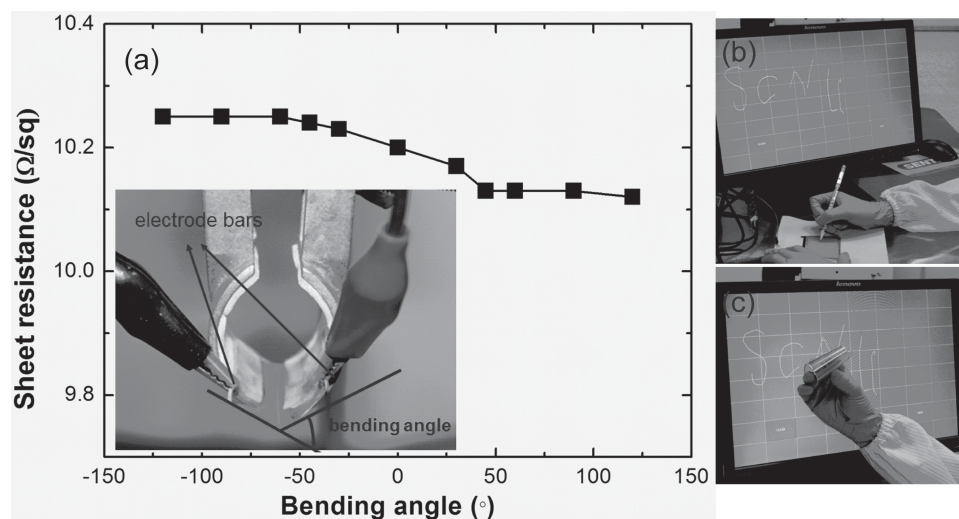 (a)
10.4
10.2
10.0
9.8
Sheet resistance (Ω/sq)
electrode bars
bending angle
-150
-100
-50
0
50
100
150
Bending angle (°)
(b)
lenovo
SCNU
(c)
lenovo
SCNU